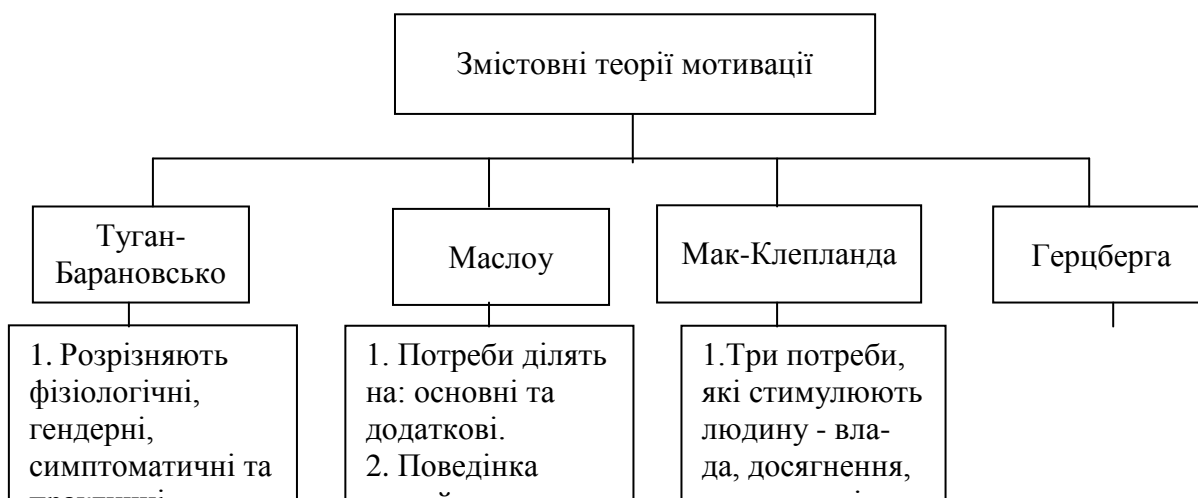 Змістовні теорії мотивації
Туган-
Барановсько
Маслоу
Мак-Клепланда
Герцберга
1. Розрізняють
фізіологічні,
гендерні,
симптоматичні та
1. Потреби ділять
на: основні та
додаткові.
2. Поведінка
1.Три потреби,
які стимулюють
людину - вла-
да, досягнення,